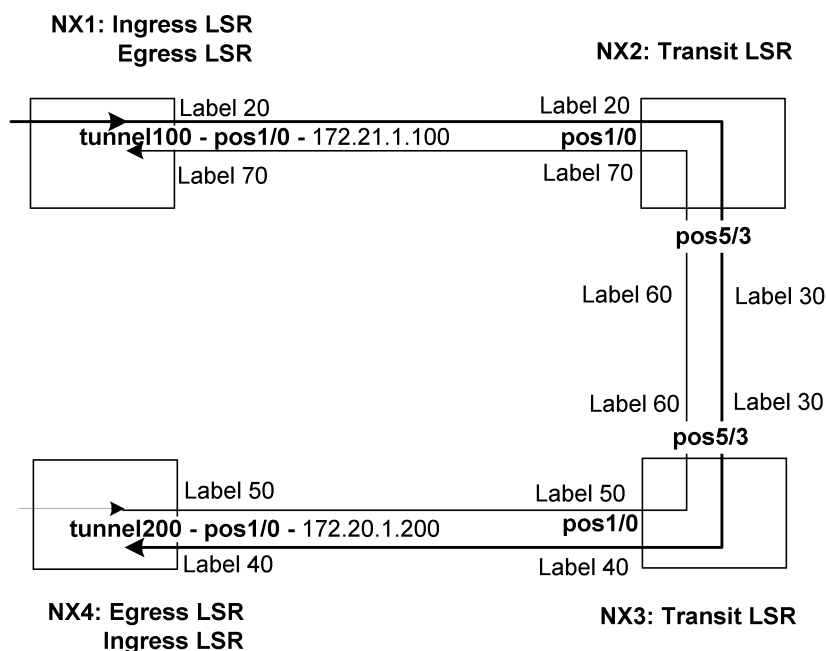 NX1: Ingress LSR
Egress LSR
NX2: Transit LSR
Label 20
Label 20
tunnel100 - pos1/0 - 172.21.1.100
pos1/0
Label 70
Label 70
pos5/3
Label 60
Label 30
Label 60
Label 30
pos5/3
Label 50
Label 50
tunnel200 - pos1/0 - 172.20.1.200
pos1/0
Label 40
Label 40
NX4: Egress LSR
Ingress LSR
NX3: Transit LSR